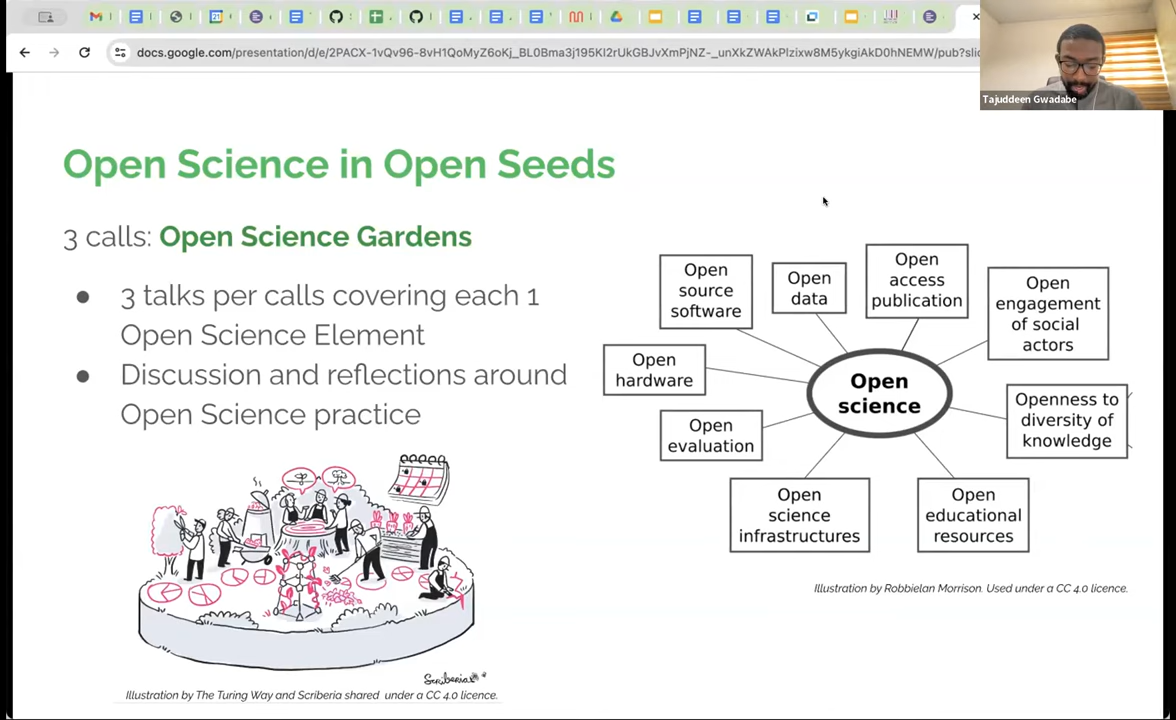 docs.google.com/presentation/d/e/2PACX-1vQv96-8vH1QoMyZ6oKj_BL0Bma3j195KI2rUkGBJvXmPjNZ-_unXkZWAkPlzixw8M5ykgiAkD0hNEMW/pub?slid
Tajuddeen Gwadabe
Open Science in Open Seeds
3 calls: Open Science Gardens
● 3 talks per calls covering each 1
Open Science Element
● Discussion and reflections around
Open Science practice
Open
source
software
Open
data
Open
access
publication
Open
engagement
of social
actors
Open
hardware
Open
science
Openness to
diversity of
knowledge
Open
evaluation
Open
science
infrastructures
Open
educational
resources
Illustration by Robbielan Morrison. Used under a CC 4.0 licence.
Scriberia
Illustration by The Turing Way and Scriberia shared under a CC 4.0 licence.